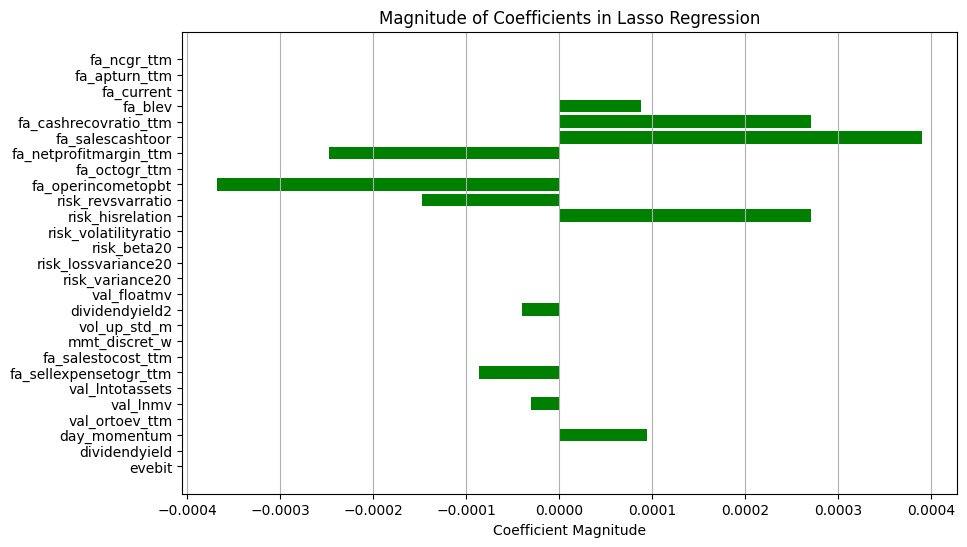 Magnitude of Coefficients in Lasso Regression
fa_ncgr_ttm
fa_apturn_ttm
fa_current
fa_blev
fa_cashrecovratio_ttm
fa_salescashtoor
fa_netprofitmargin_ttm
fa_octogr_ttm
fa_operincometopbt
risk_revsvarratio
risk_hisrelation
risk_volatilityratio
risk_beta20
risk_lossvariance20
risk_variance20
val_floatmv
dividendyield2
vol_up_std_m
mmt_discret_w
fa_salestocost_ttm
fa_sellexpensetogr_ttm
val_lntotassets
val_lnmv
val_ortoev_ttm
day_momentum
dividendyield
evebit
−0.0004 −0.0003 −0.0002 −0.0001 0.0000 0.0001 0.0002 0.0003 0.0004
Coefficient Magnitude